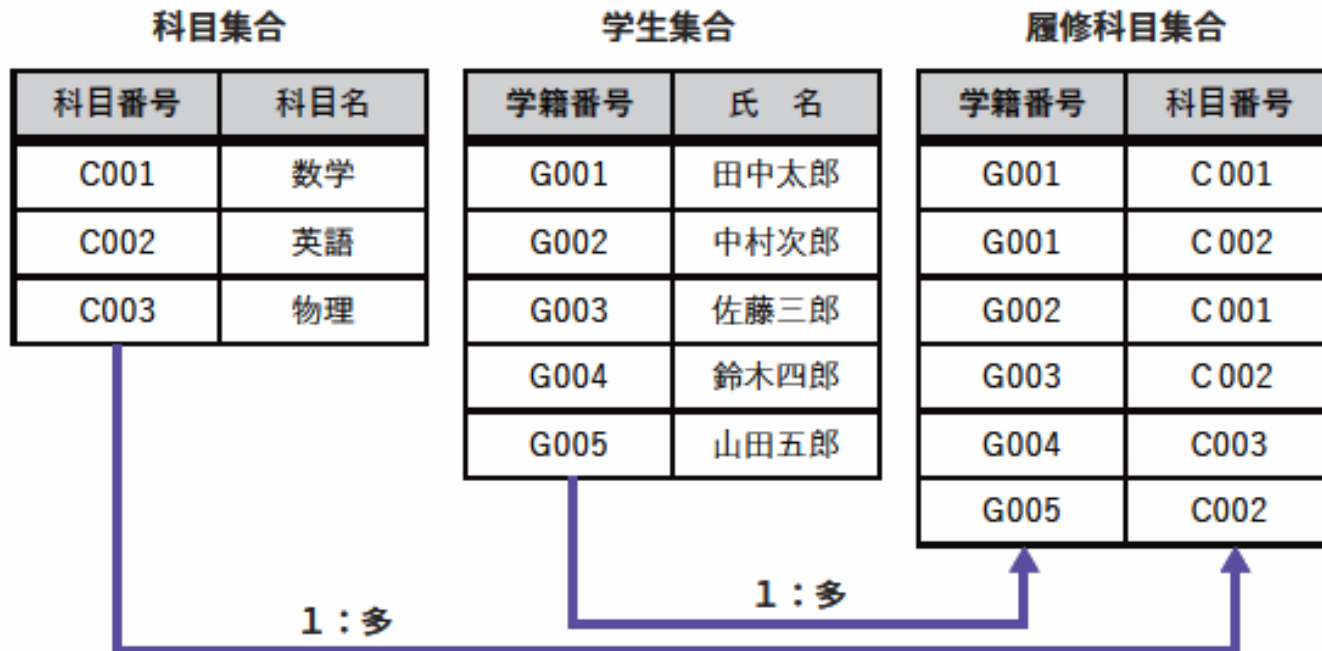 科目集合
科目番号 科目名
C001 数学
C002 英語
C003 物理
学生集合
学籍番号 氏　名
G001 田中太郎
G002 中村次郎
G003 佐藤三郎
G004 鈴木四郎
G005 山田五郎
履修科目集合
学籍番号 科目番号
G001 C001
G001 C002
G002 C001
G003 C002
G004 C003
G005 C002
1：多
1：多